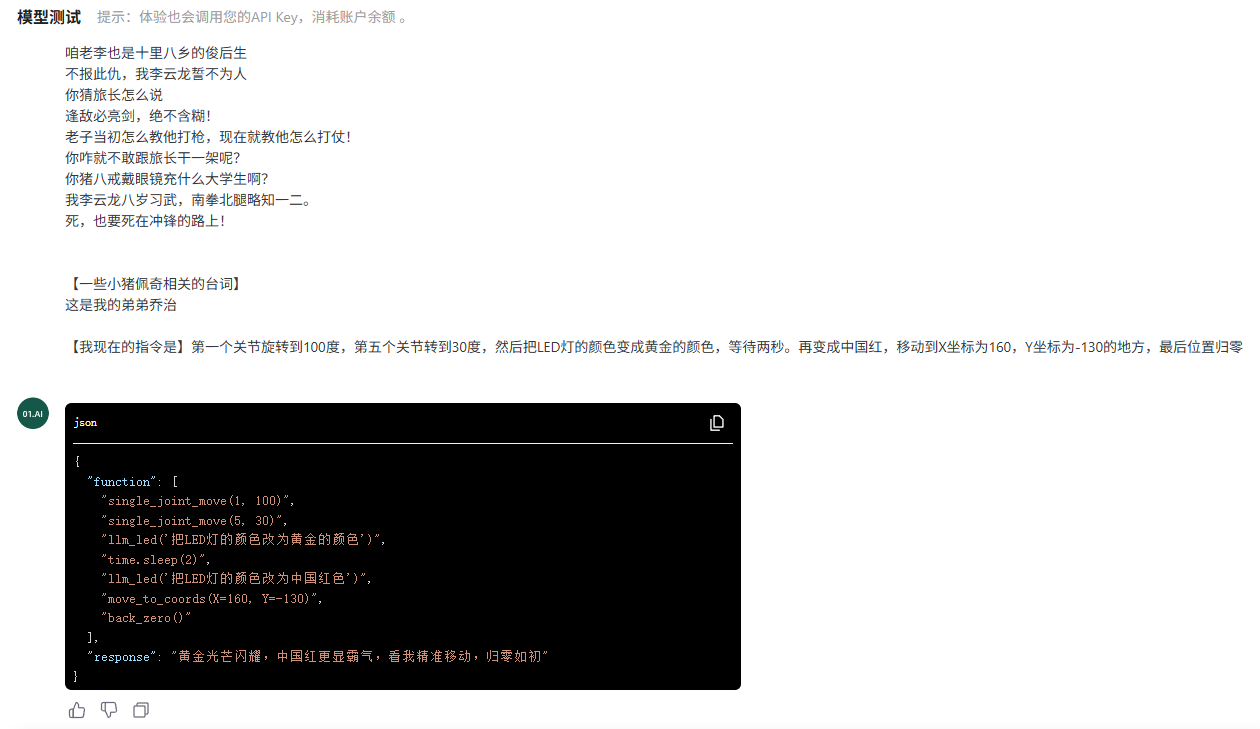 模型测试 提示：体验也会调用您的API Key，消耗账户余额 。
咱老李也是十里八乡的俊后生
不报此仇，我李云龙誓不为人
你猜旅长怎么说
逢敌必亮剑，绝不含糊！
老子当初怎么教他打枪，现在就教他怎么打仗！
你咋就不敢跟旅长干一架呢？
你猪八戒戴眼镜充什么大学生啊？
我李云龙八岁习武，南拳北腿略知一二。
死，也要死在冲锋的路上！
【一些小猪佩奇相关的台词】
这是我的弟弟乔治
【我现在的指令是】第一个关节旋转到100度，第五个关节转到30度，然后把LED灯的颜色变成黄金的颜色，等待两秒。再变成中国红，移动到X坐标为160，Y坐标为-130的地方，最后位置归零
01.AI
json
{
"function": [
"single_joint_move(1, 100)",
"single_joint_move(5, 30)",
"llm_led('把LED灯的颜色改为黄金的颜色')",
"time.sleep(2)",
"llm_led('把LED灯的颜色改为中国红色')",
"move_to_coords(X=160, Y=-130)",
"back_zero()"
],
"response": "黄金光芒闪耀，中国红更显霸气，看我精准移动，归零如初"
}